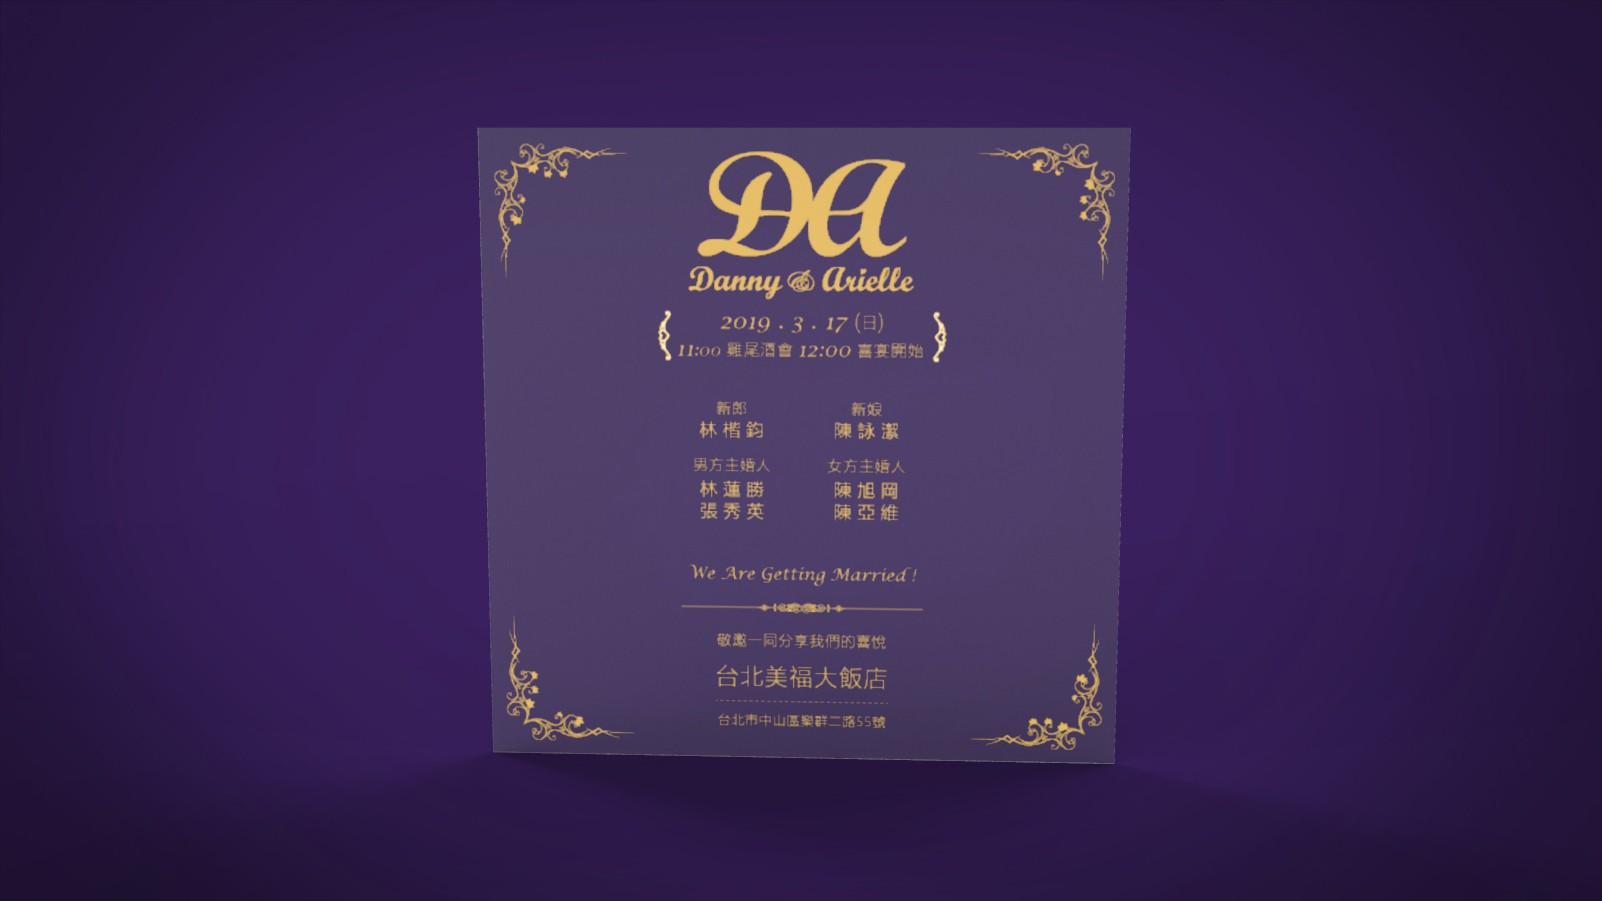 DA
Danny & Arielle
2019 . 3 . 17 (日)
11:00 雞尾酒會 12:00 喜宴開始
新郎 新娘
林楷鈞 陳詠潔
男方主婚人 女方主婚人
林蓮勝 陳旭岡
張秀英 陳亞維
We Are Getting Married !
敬邀一同分享我們的喜悅
台北美福大飯店
台北市中山區樂群二路55號